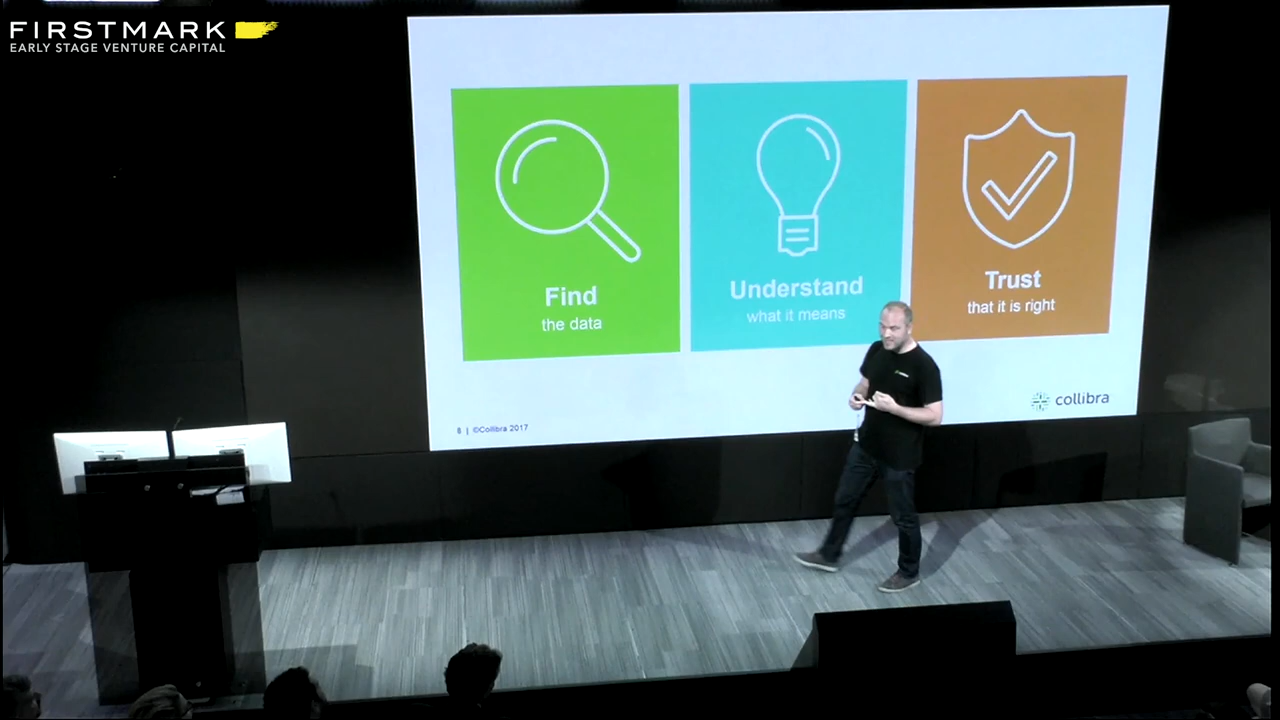 FIRSTMARK
EARLY STAGE VENTURE CAPITAL
Find
the data
Understand
what it means
Trust
that it is right
6 | ©Collibra 2017
collibra